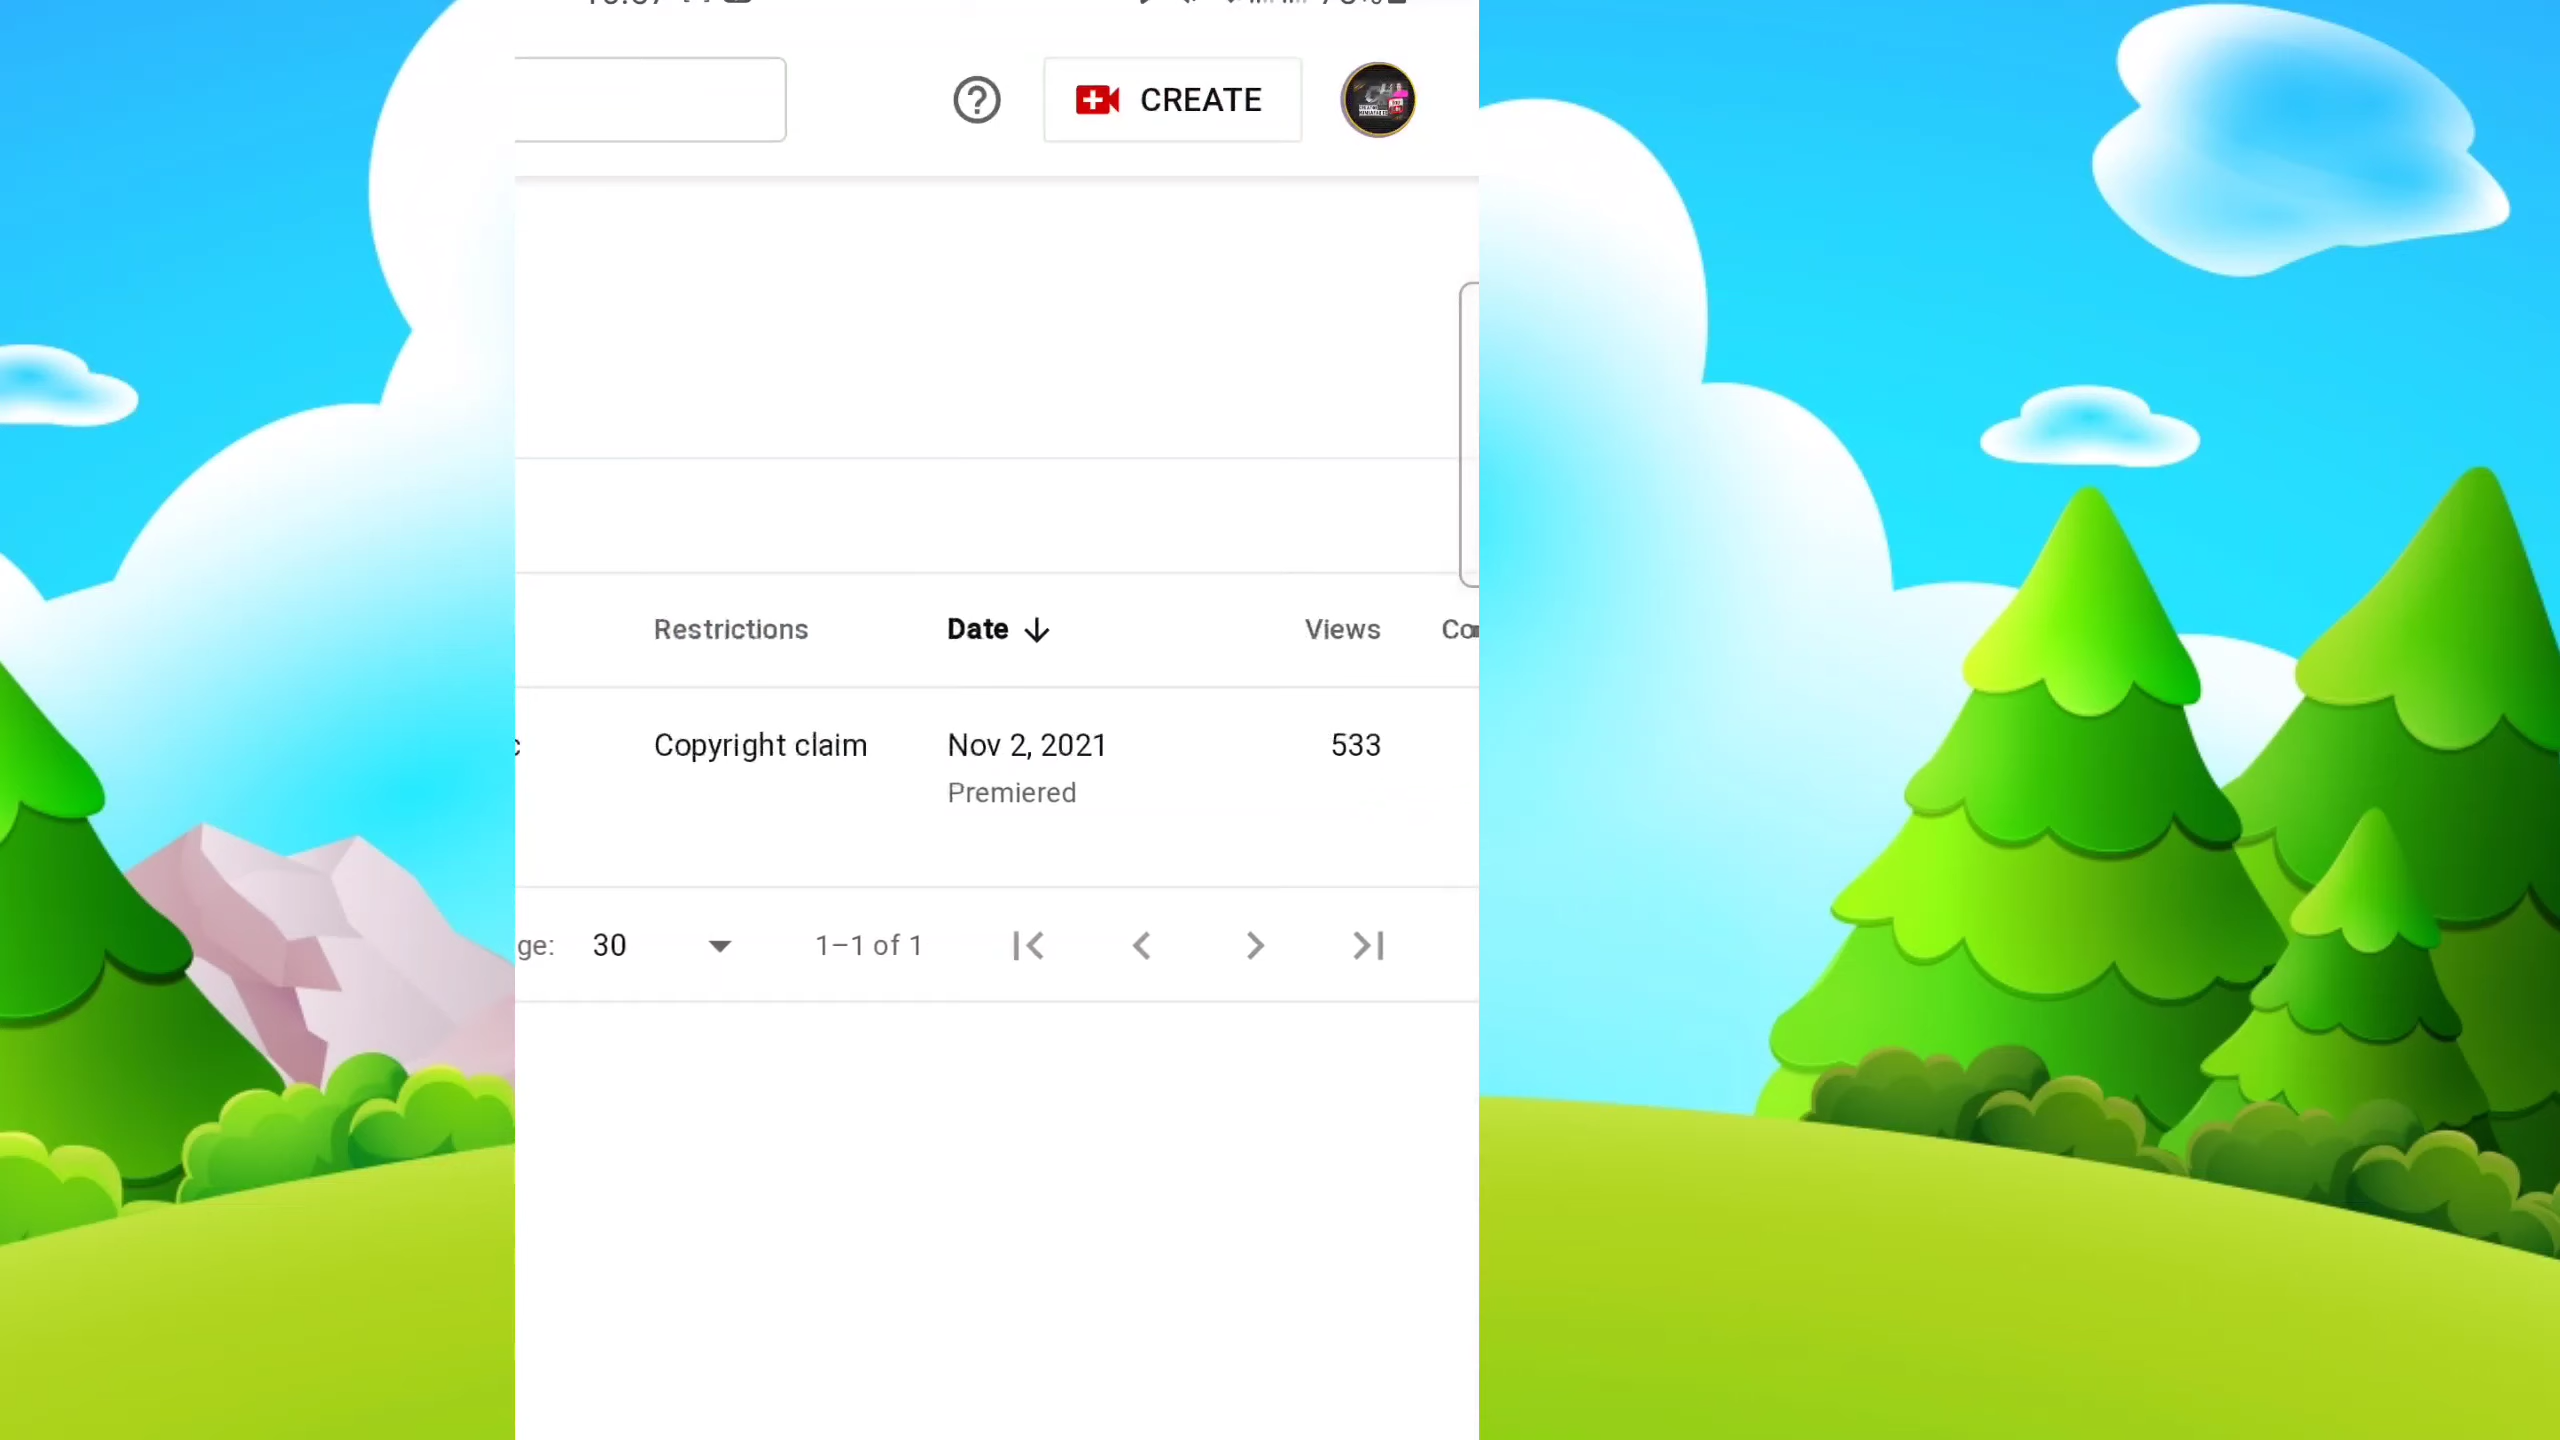 CREATE
Restrictions Date Views
Copyright claim Nov 2, 2021 533
Premiered
ge: 30 1–1 of 1